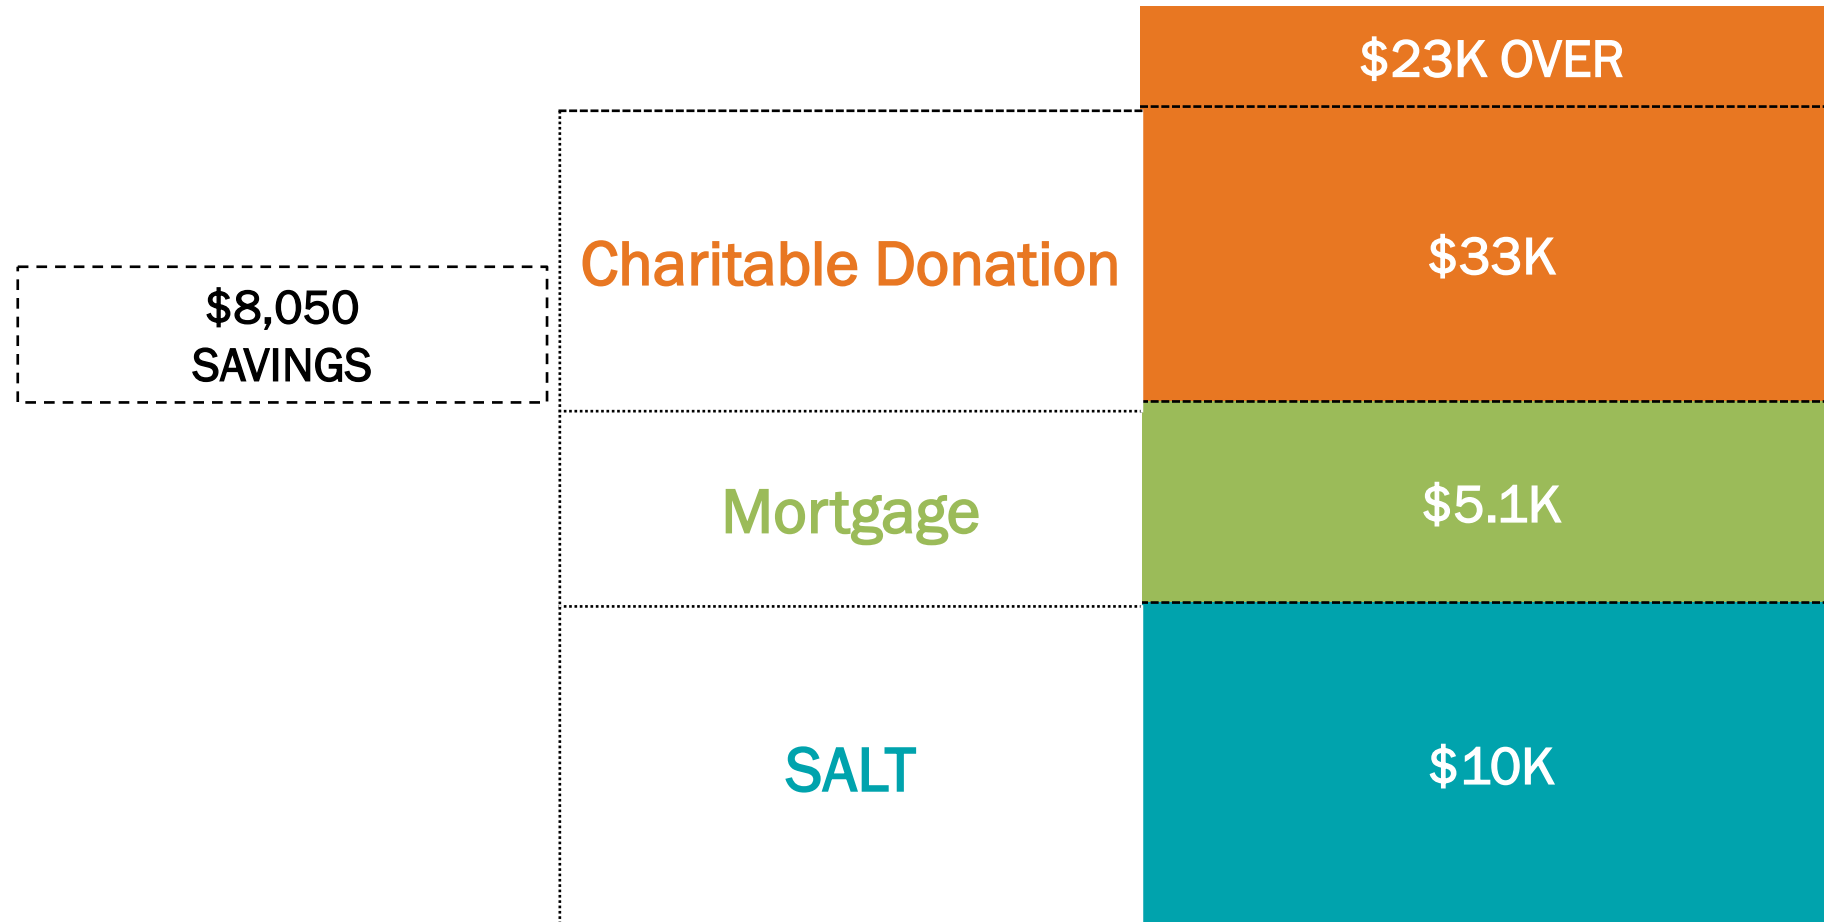 $23K OVER
Charitable Donation
$33K
$8,050
SAVINGS
Mortgage
$5.1K
SALT
$10K